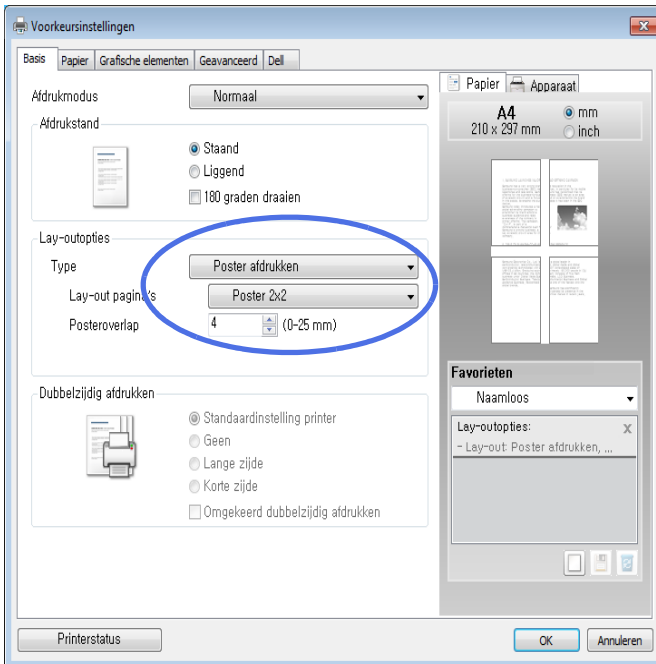 Voorkeursinstellingen
Basis Papier Grafische elementen Geavanceerd Dell
Afdrukmodus Normaal
Afdrukstand
Staand
Liggend
180 graden draaien
Lay-outopties
Type Poster afdrukken
Lay-out pagina's Poster 2x2
Posteroverlap 4 (0-25 mm)
Dubbelzijdig afdrukken
Standaardinstelling printer
Geen
Lange zijde
Korte zijde
Omgekeerd dubbelzijdig afdrukken
Papier Apparaat
A4
210 x 297 mm
mm
inch
Favorieten
Naamloos
Lay-outopties: x
- Lay-out: Poster afdrukken, ...
Printerstatus OK Annuleren